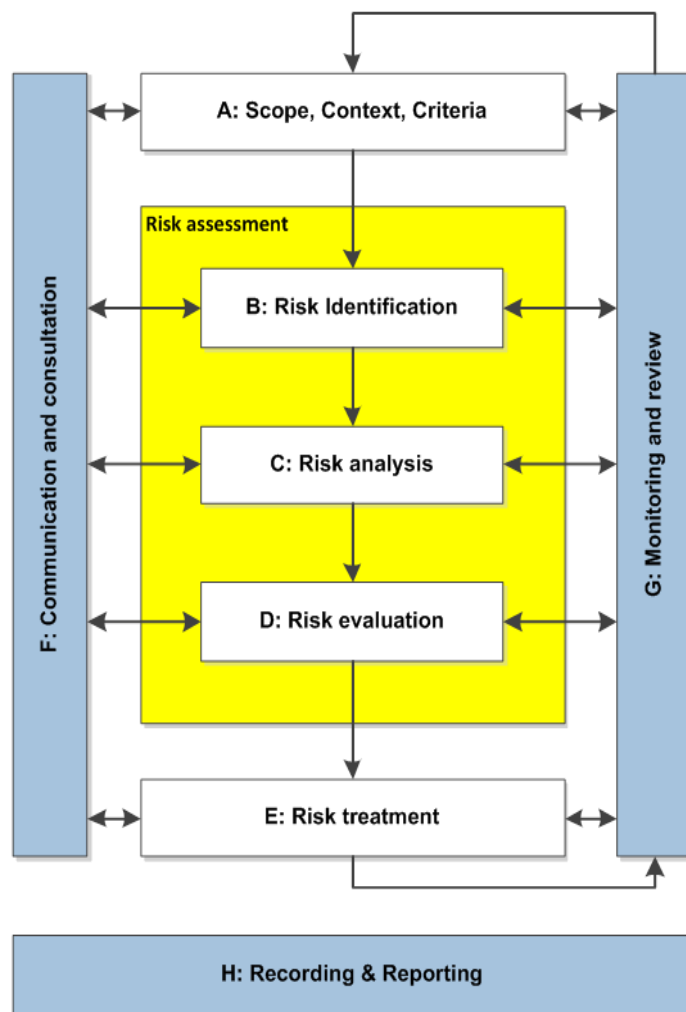 A: Scope, Context, Criteria
Risk assessment
B: Risk Identification
C: Risk analysis
D: Risk evaluation
E: Risk treatment
F: Communication and consultation
G: Monitoring and review
H: Recording & Reporting